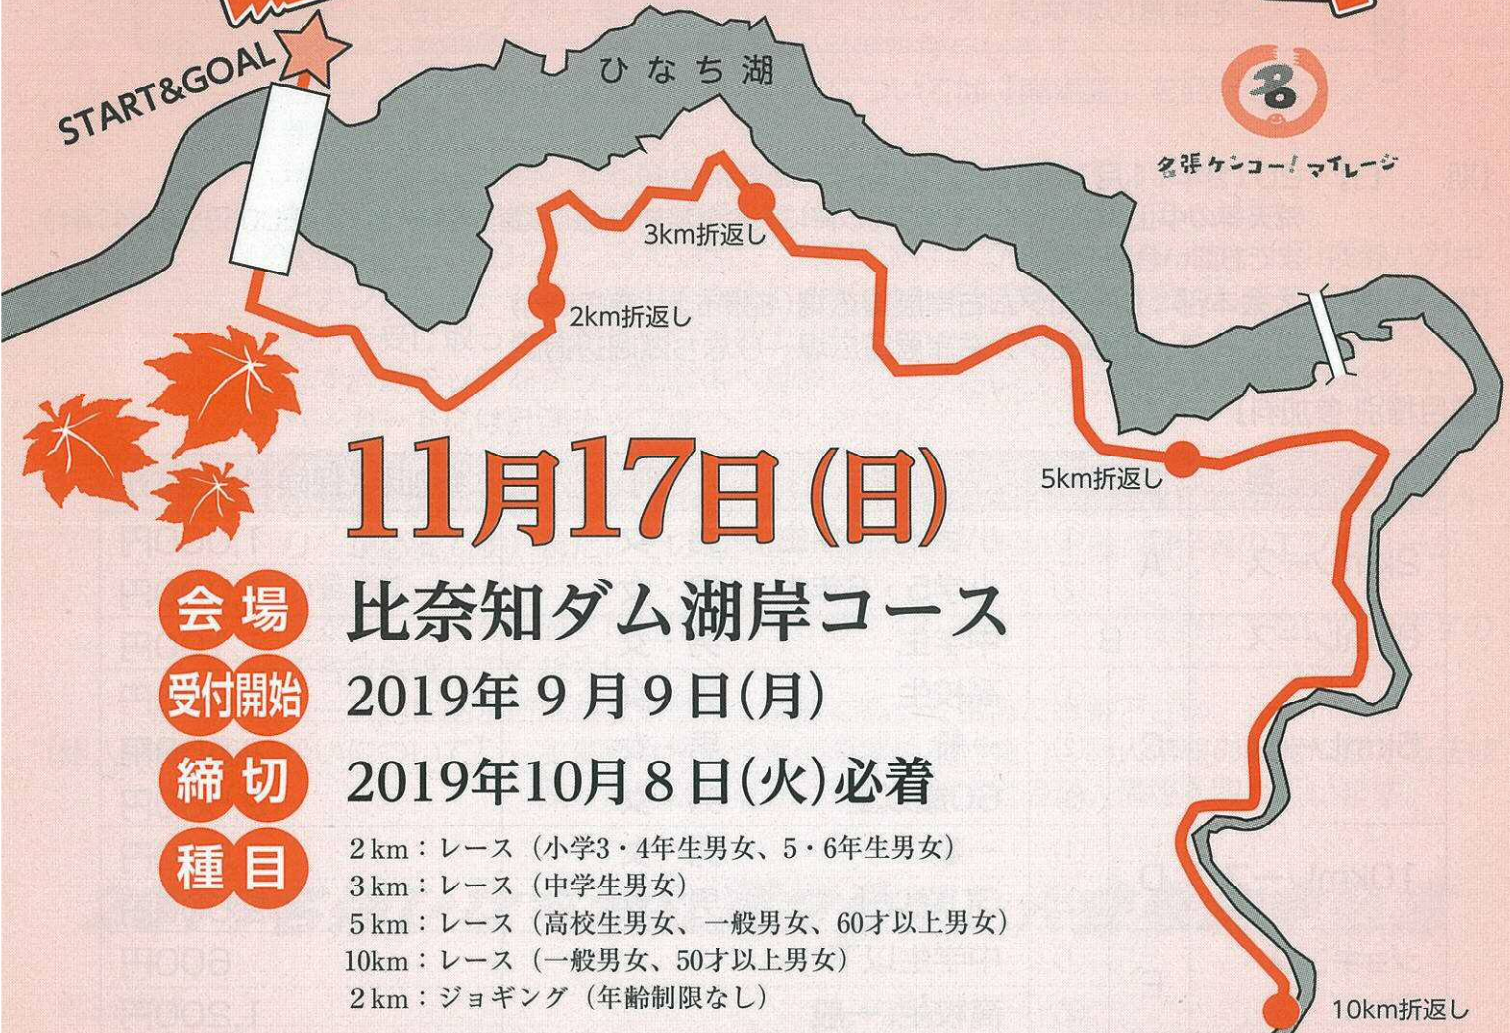 START&GOAL
ひなち湖
名張ケンコー!マイレージ
3km折返し
2km折返し
5km折返し
11月17日(日)
会場 比奈知ダム湖岸コース
受付開始 2019年9月9日(月)
締切 2019年10月8日(火)必着
種目 2km:レース(小学3・4年生男女、5・6年生男女)
3km:レース(中学生男女)
5km:レース(高校生男女、一般男女、60才以上男女)
10km:レース(一般男女、50才以上男女)
2km:ジョギング(年齢制限なし)
10km折返し